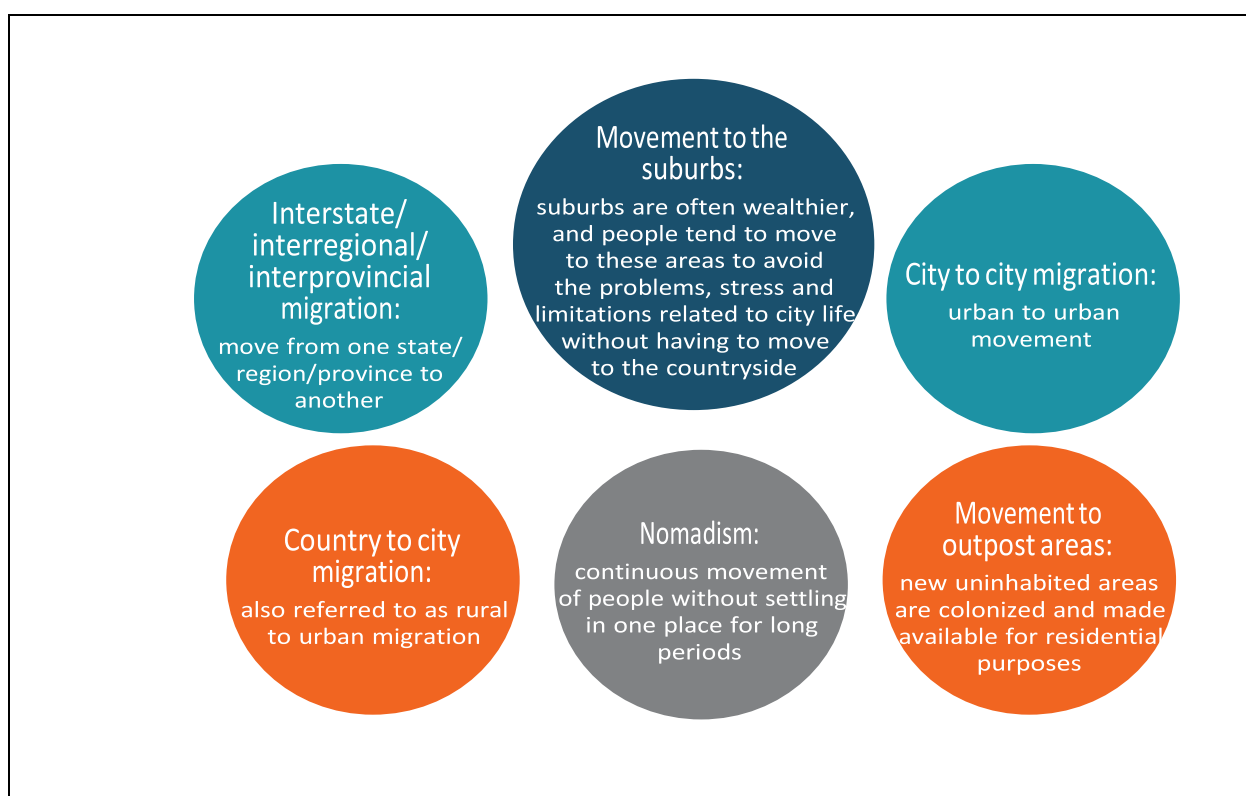 Interstate/
interregional/
interprovincial
migration:
move from one state/
region/province to
another
Movement to the
suburbs:
suburbs are often wealthier,
and people tend to move
to these areas to avoid
the problems, stress and
limitations related to city life
without having to move
to the countryside
City to city migration:
urban to urban
movement
Country to city
migration:
also referred to as rural
to urban migration
Nomadism:
continuous movement
of people without settling
in one place for long
periods
Movement to
outpost areas:
new uninhabited areas
are colonized and made
available for residential
purposes